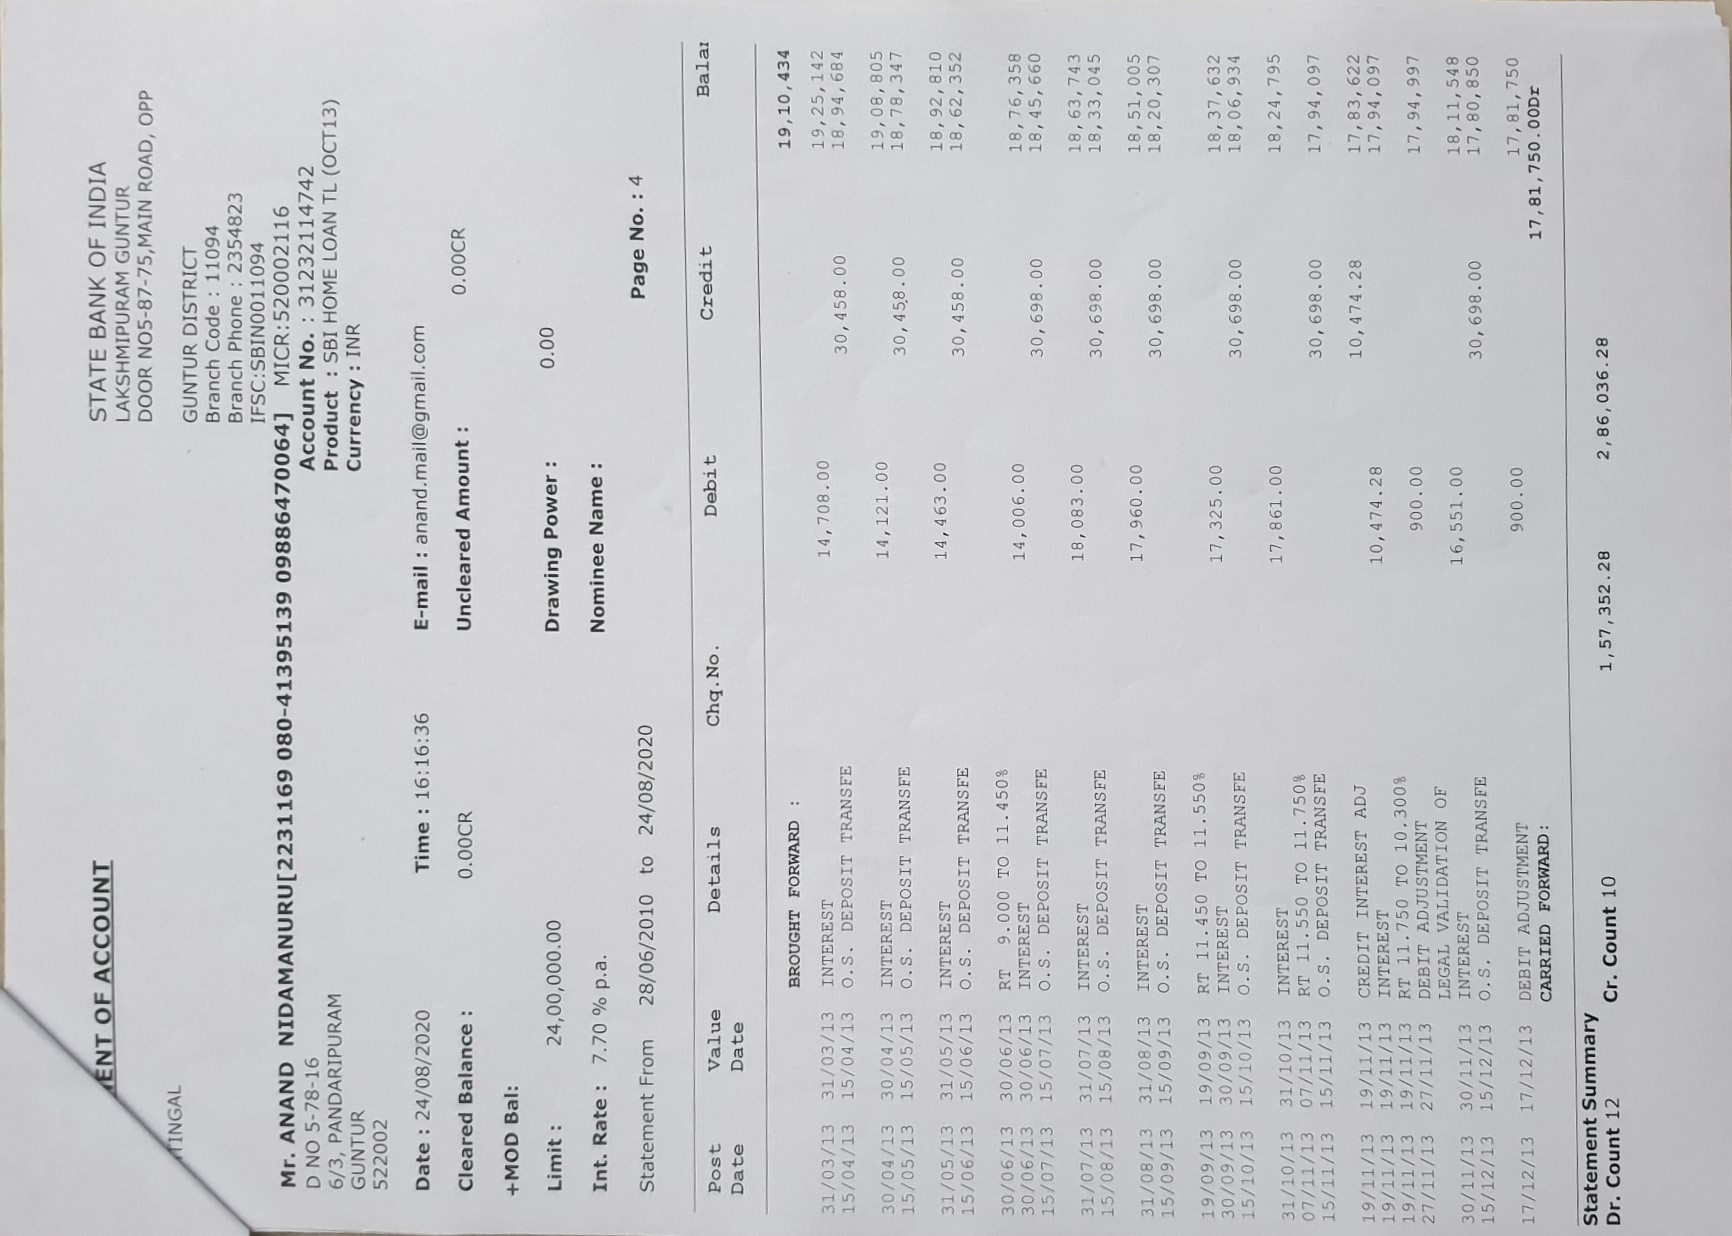 ENT OF ACCOUNT
STATE BANK OF INDIA
LAKSHMIPURAM GUNTUR
DOOR NO5-87-75,MAIN ROAD, OPP
TINGAL
GUNTUR DISTRICT
Branch Code : 11094
Branch Phone : 2354823
IFSC:SBIN0011094
Mr. ANAND NIDAMANURU[2231169 080-41395139 09886470064] MICR:520002116
D NO 5-78-16
6/3, PANDARIPURAM
GUNTUR
522002
Account No. : 31232114742
Product : SBI HOME LOAN TL (OCT13)
Currency : INR
Date : 24/08/2020 Time : 16:16:36 E-mail : anand.mail@gmail.com
Cleared Balance : 0.00CR Uncleared Amount : 0.00CR
+MOD Bal:
Limit : 24,00,000.00 Drawing Power : 0.00
Int. Rate : 7.70 % p.a. Nominee Name :
Statement From 28/06/2010 to 24/08/2020 Page No. : 4
Post Value Details Chq.No. Debit Credit Balan
Date Date
BROUGHT FORWARD : 19,10,434
31/03/13 31/03/13 INTEREST 14,708.00 19,25,142
15/04/13 15/04/13 O.S. DEPOSIT TRANSFE 30,458.00 18,94,684
30/04/13 30/04/13 INTEREST 14,121.00 19,08,805
15/05/13 15/05/13 O.S. DEPOSIT TRANSFE 30,458.00 18,78,347
31/05/13 31/05/13 INTEREST 14,463.00 18,92,810
15/06/13 15/06/13 O.S. DEPOSIT TRANSFE 30,458.00 18,62,352
30/06/13 30/06/13 RT 9.000 TO 11.450%
30/06/13 30/06/13 INTEREST 14,006.00 18,76,358
15/07/13 15/07/13 O.S. DEPOSIT TRANSFE 30,698.00 18,45,660
31/07/13 31/07/13 INTEREST 18,083.00 18,63,743
15/08/13 15/08/13 O.S. DEPOSIT TRANSFE 30,698.00 18,33,045
31/08/13 31/08/13 INTEREST 17,960.00 18,51,005
15/09/13 15/09/13 O.S. DEPOSIT TRANSFE 30,698.00 18,20,307
19/09/13 19/09/13 RT 11.450 TO 11.550%
30/09/13 30/09/13 INTEREST 17,325.00 18,37,632
15/10/13 15/10/13 O.S. DEPOSIT TRANSFE 30,698.00 18,06,934
31/10/13 31/10/13 INTEREST 17,861.00 18,24,795
07/11/13 07/11/13 RT 11.550 TO 11.750%
15/11/13 15/11/13 O.S. DEPOSIT TRANSFE 30,698.00 17,94,097
19/11/13 19/11/13 CREDIT INTEREST ADJ 10,474.28 17,83,622
19/11/13 19/11/13 INTEREST 10,474.28 17,94,097
19/11/13 19/11/13 RT 11.750 TO 10.300%
27/11/13 27/11/13 DEBIT ADJUSTMENT 900.00 17,94,997
LEGAL VALIDATION OF
30/11/13 30/11/13 INTEREST 16,551.00 18,11,548
15/12/13 15/12/13 O.S. DEPOSIT TRANSFE 30,698.00 17,80,850
17/12/13 17/12/13 DEBIT ADJUSTMENT 900.00 17,81,750
CARRIED FORWARD: 17,81,750.00Dr
Statement Summary
Dr. Count 12 Cr. Count 10 1,57,352.28 2,86,036.28